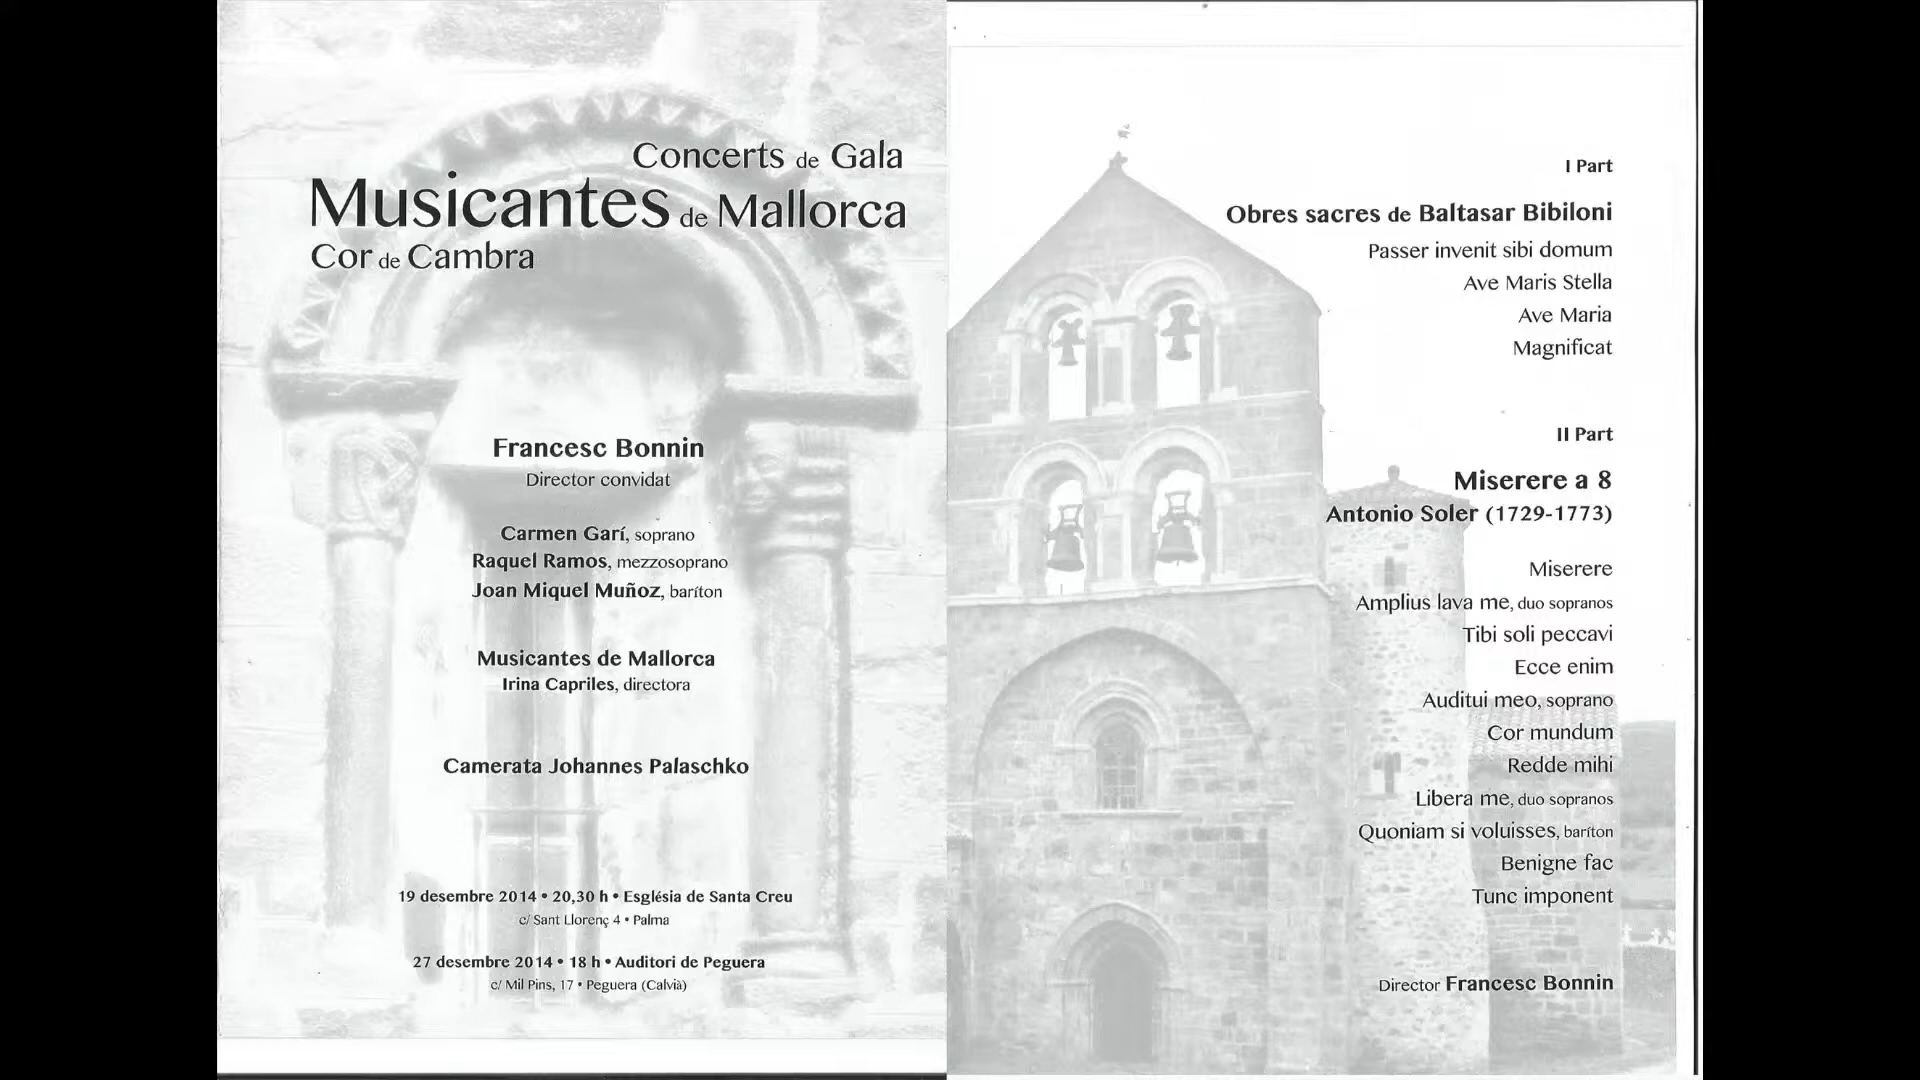 Concerts de Gala
Musicantes de Mallorca
Cor de Cambra
Francesc Bonnin
Director convidat
Carmen Garí, soprano
Raquel Ramos, mezzosoprano
Joan Miquel Muñoz, baríton
Musicantes de Mallorca
Irina Capriles, directora
Camerata Johannes Palaschko
19 desembre 2014 • 20,30 h • Església de Santa Creu
c/ Sant Llorenç 4 • Palma
27 desembre 2014 • 18 h • Auditori de Peguera
c/ Mil Pins, 17 • Peguera (Calvià)
I Part
Obres sacres de Baltasar Bibiloni
Passer invenit sibi domum
Ave Maris Stella
Ave Maria
Magnificat
II Part
Miserere a 8
Antonio Soler (1729-1773)
Miserere
Amplius lava me, duo sopranos
Tibi soli peccavi
Ecce enim
Auditui meo, soprano
Cor mundum
Redde mihi
Libera me, duo sopranos
Quoniam si voluisses, baríton
Benigne fac
Tunc imponent
Director Francesc Bonnin